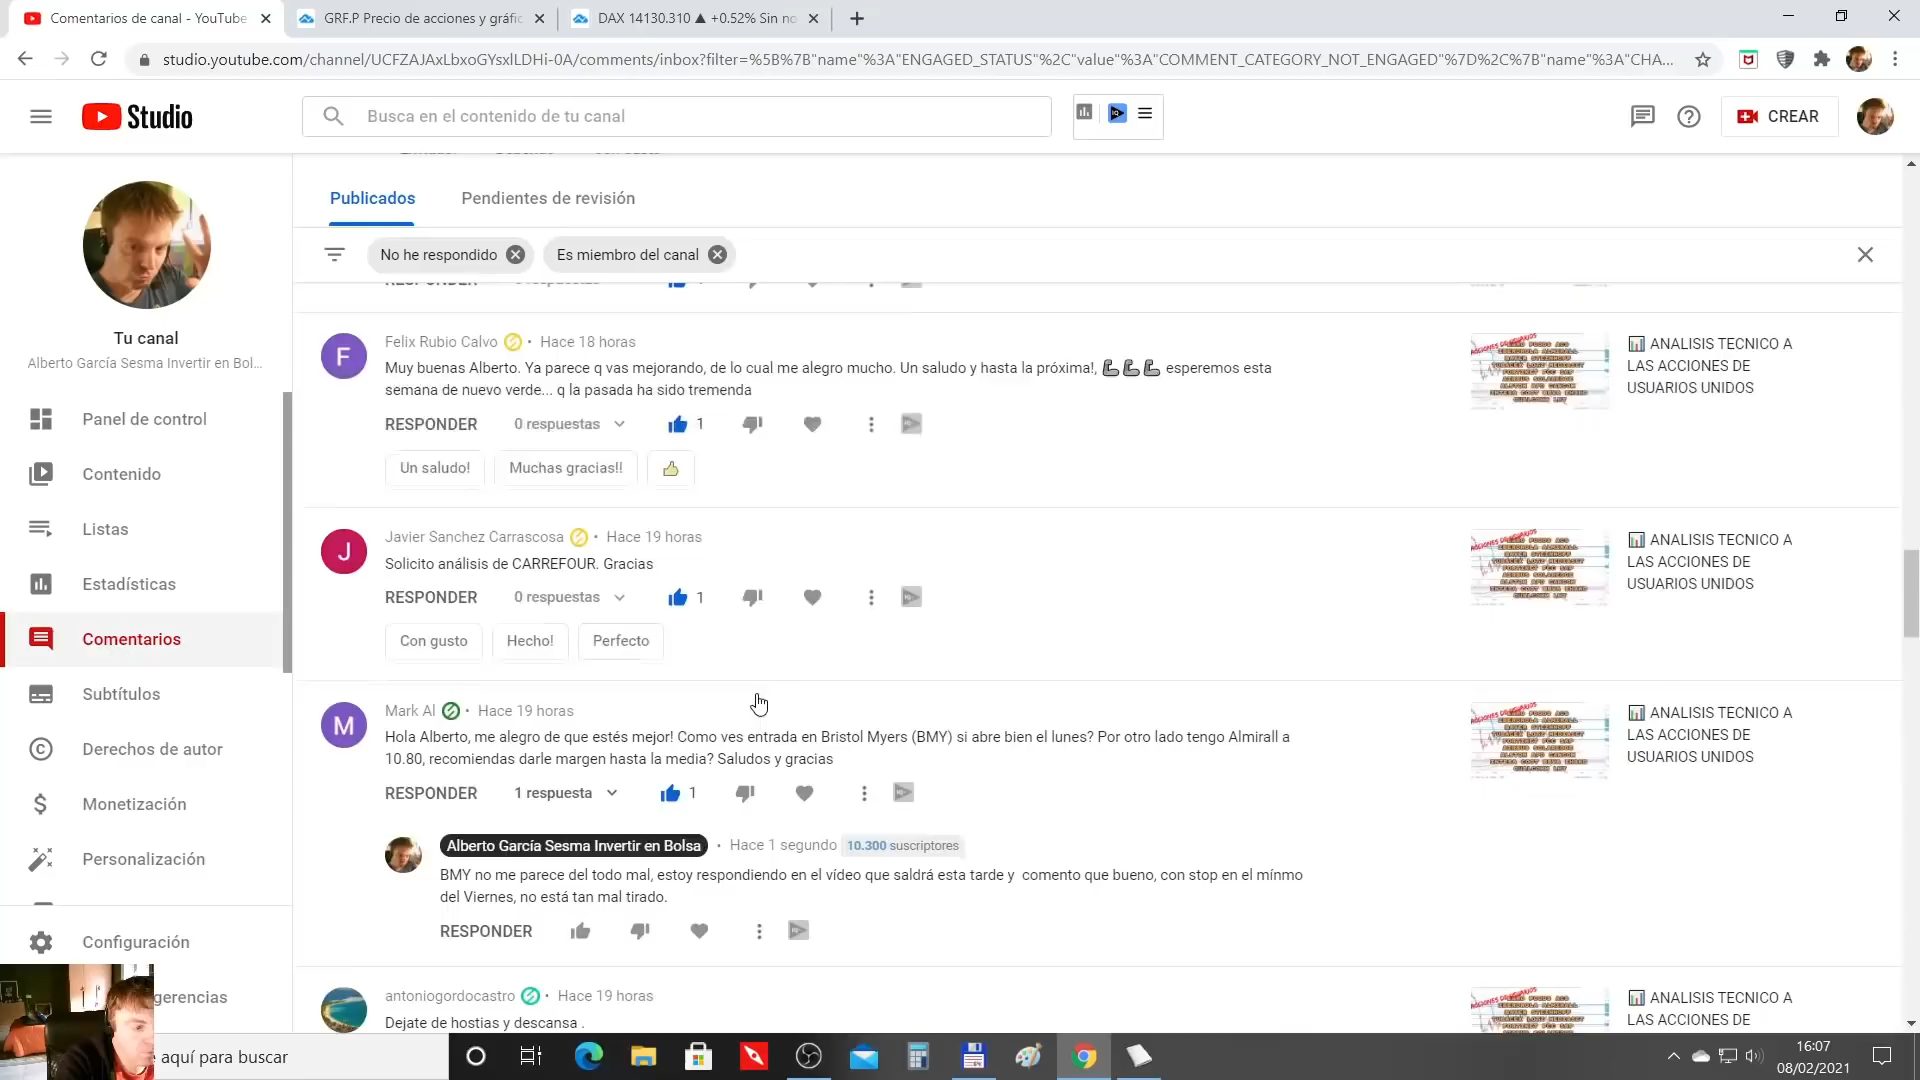 Comentarios de canal - YouTube
GRF.P Precio de acciones y gráfic
DAX 14130.310 ▲ +0.52% Sin no
studio.youtube.com/channel/UCFZAJAxLbxoGYsxlLDHi-0A/comments/inbox?filter=%5B%7B"name"%3A"ENGAGED_STATUS"%2C"value"%3A"COMMENT_CATEGORY_NOT_ENGAGED"%7D%2C%7B"name"%3A"CHA...
Studio
Busca en el contenido de tu canal
CREAR
Publicados
Pendientes de revisión
No he respondido
Es miembro del canal
Tu canal
Alberto García Sesma Invertir en Bol...
Panel de control
Contenido
Listas
Estadísticas
Comentarios
Subtítulos
Derechos de autor
Monetización
Personalización
Configuración
gerencias
RESPONDER
Felix Rubio Calvo • Hace 18 horas
Muy buenas Alberto. Ya parece q vas mejorando, de lo cual me alegro mucho. Un saludo y hasta la próxima!, 💪💪💪 esperemos esta
semana de nuevo verde... q la pasada ha sido tremenda
RESPONDER 0 respuestas 1
Un saludo! Muchas gracias!! 👍
📊 ANALISIS TECNICO A
LAS ACCIONES DE
USUARIOS UNIDOS
Javier Sanchez Carrascosa • Hace 19 horas
Solicito análisis de CARREFOUR. Gracias
RESPONDER 0 respuestas 1
Con gusto Hecho! Perfecto
📊 ANALISIS TECNICO A
LAS ACCIONES DE
USUARIOS UNIDOS
Mark Al • Hace 19 horas
Hola Alberto, me alegro de que estés mejor! Como ves entrada en Bristol Myers (BMY) si abre bien el lunes? Por otro lado tengo Almirall a
10.80, recomiendas darle margen hasta la media? Saludos y gracias
RESPONDER 1 respuesta 1
📊 ANALISIS TECNICO A
LAS ACCIONES DE
USUARIOS UNIDOS
Alberto García Sesma Invertir en Bolsa • Hace 1 segundo 10.300 suscriptores
BMY no me parece del todo mal, estoy respondiendo en el vídeo que saldrá esta tarde y comento que bueno, con stop en el mínmo
del Viernes, no está tan mal tirado.
RESPONDER
antoniogordocastro • Hace 19 horas
Dejate de hostias y descansa .
📊 ANALISIS TECNICO A
LAS ACCIONES DE
aquí para buscar
16:07
08/02/2021